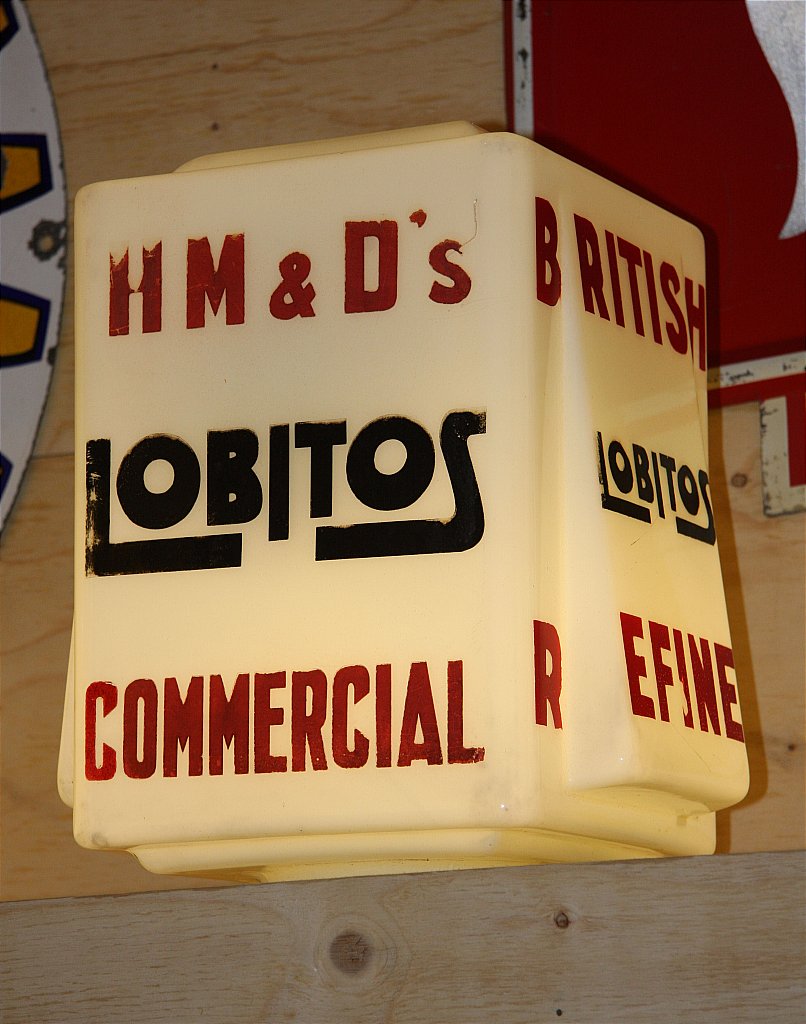 HM & D's
LOBITOS
COMMERCIAL
BRITISH
LOBITOS
REFINE